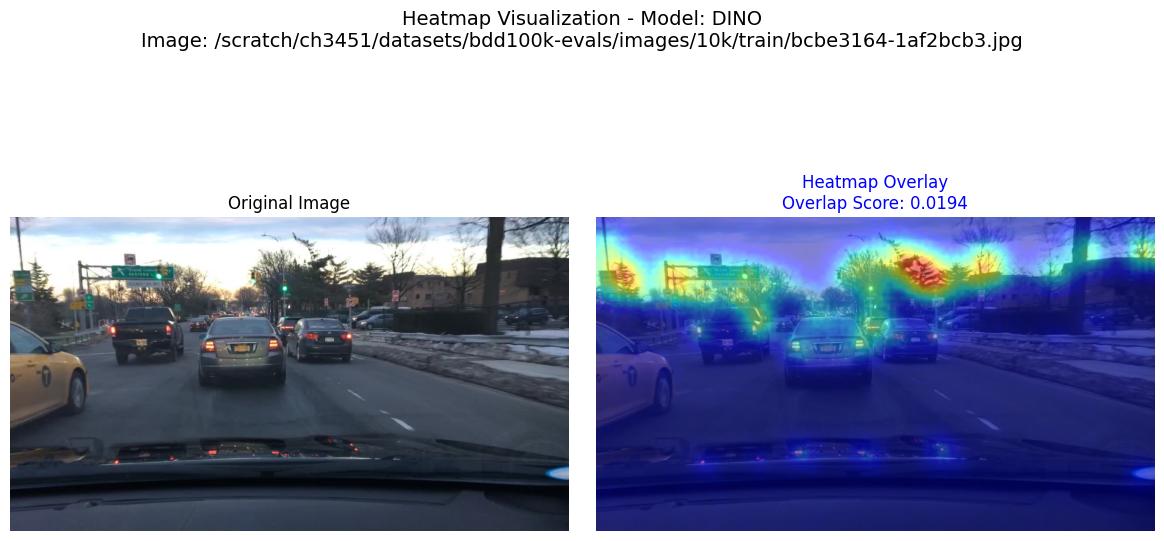 Heatmap Visualization - Model: DINO
Image: /scratch/ch3451/datasets/bdd100k-evals/images/10k/train/bcbe3164-1af2bcb3.jpg
Original Image
Heatmap Overlay
Overlap Score: 0.0194